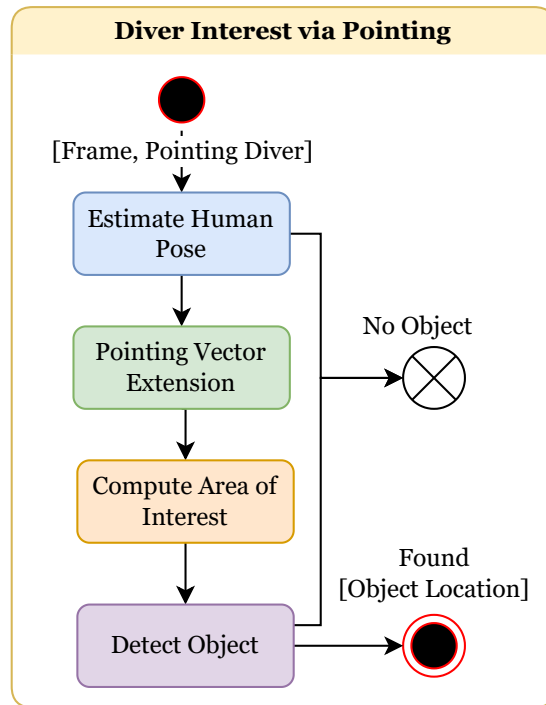 Diver Interest via Pointing
[Frame, Pointing Diver]
Estimate Human
Pose
Pointing Vector
Extension
No Object
Compute Area of
Interest
Found
[Object Location]
Detect Object